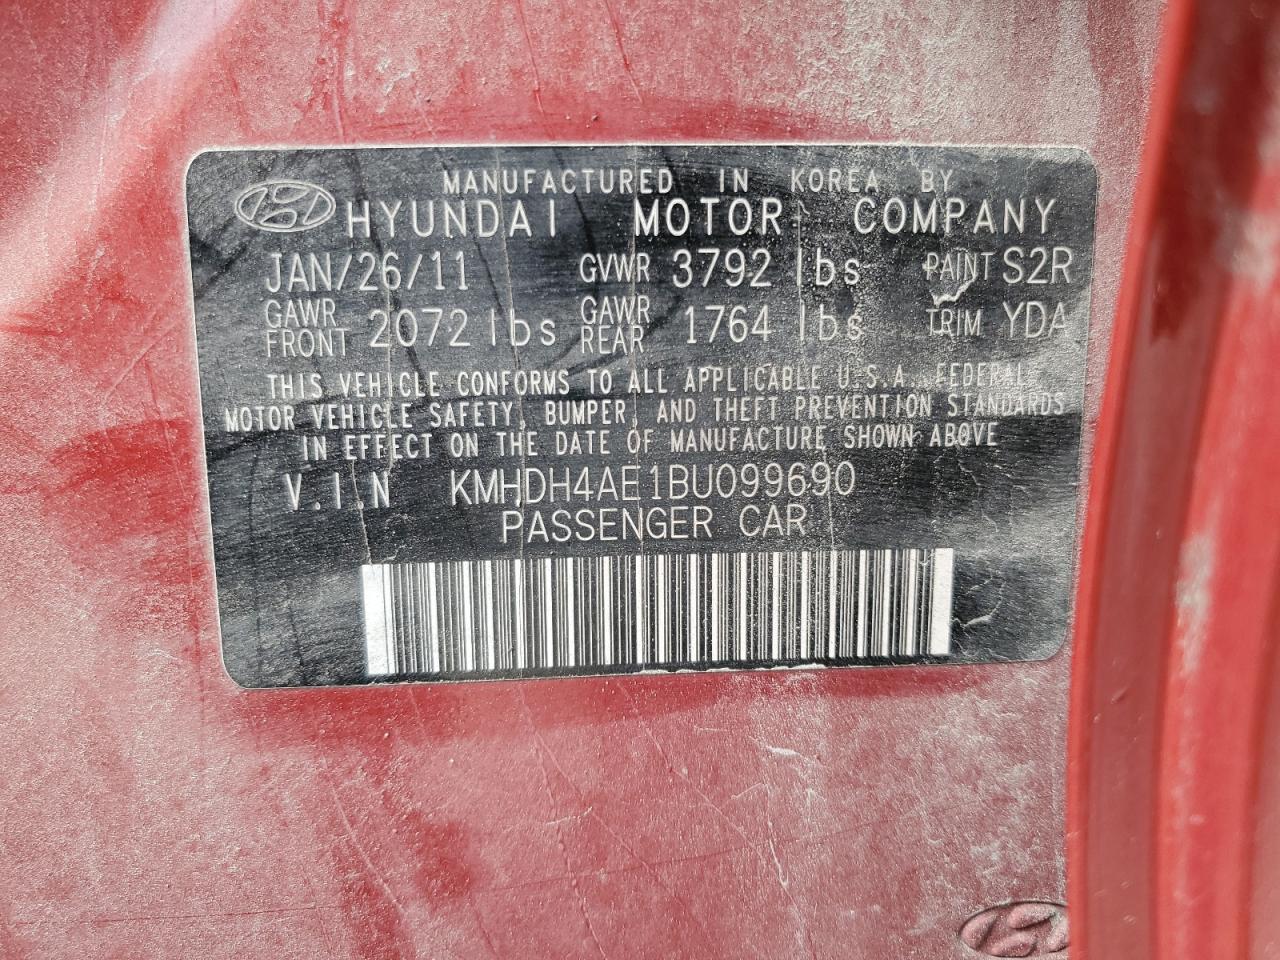 MANUFACTURED IN KOREA BY
HYUNDAI MOTOR COMPANY
JAN/26/11 GVWR 3792 lbs PAINT S2R
GAWR FRONT 2072 lbs GAWR REAR 1764 lbs TRIM YDA
THIS VEHICLE CONFORMS TO ALL APPLICABLE U.S.A. FEDERAL
MOTOR VEHICLE SAFETY, BUMPER, AND THEFT PREVENTION STANDARDS
IN EFFECT ON THE DATE OF MANUFACTURE SHOWN ABOVE
V.I.N KMHDH4AE1BU099690
PASSENGER CAR